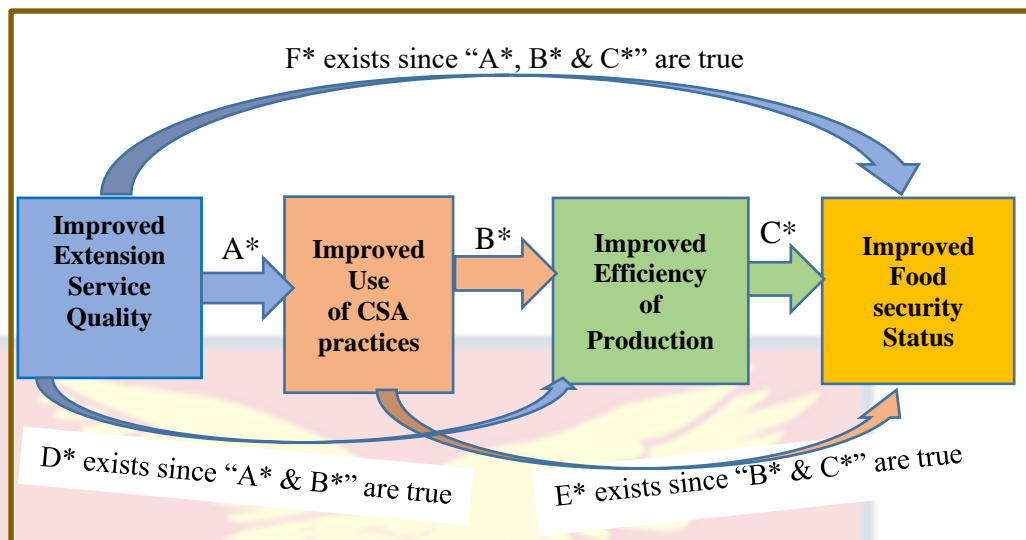 F* exists since “A*, B* & C*” are true
Improved
Extension
Service
Quality
A*
Improved
Use
of CSA
practices
B*
Improved
Efficiency
of
Production
C*
Improved
Food
security
Status
D* exists since “A* & B*” are true
E* exists since “B* & C*” are true